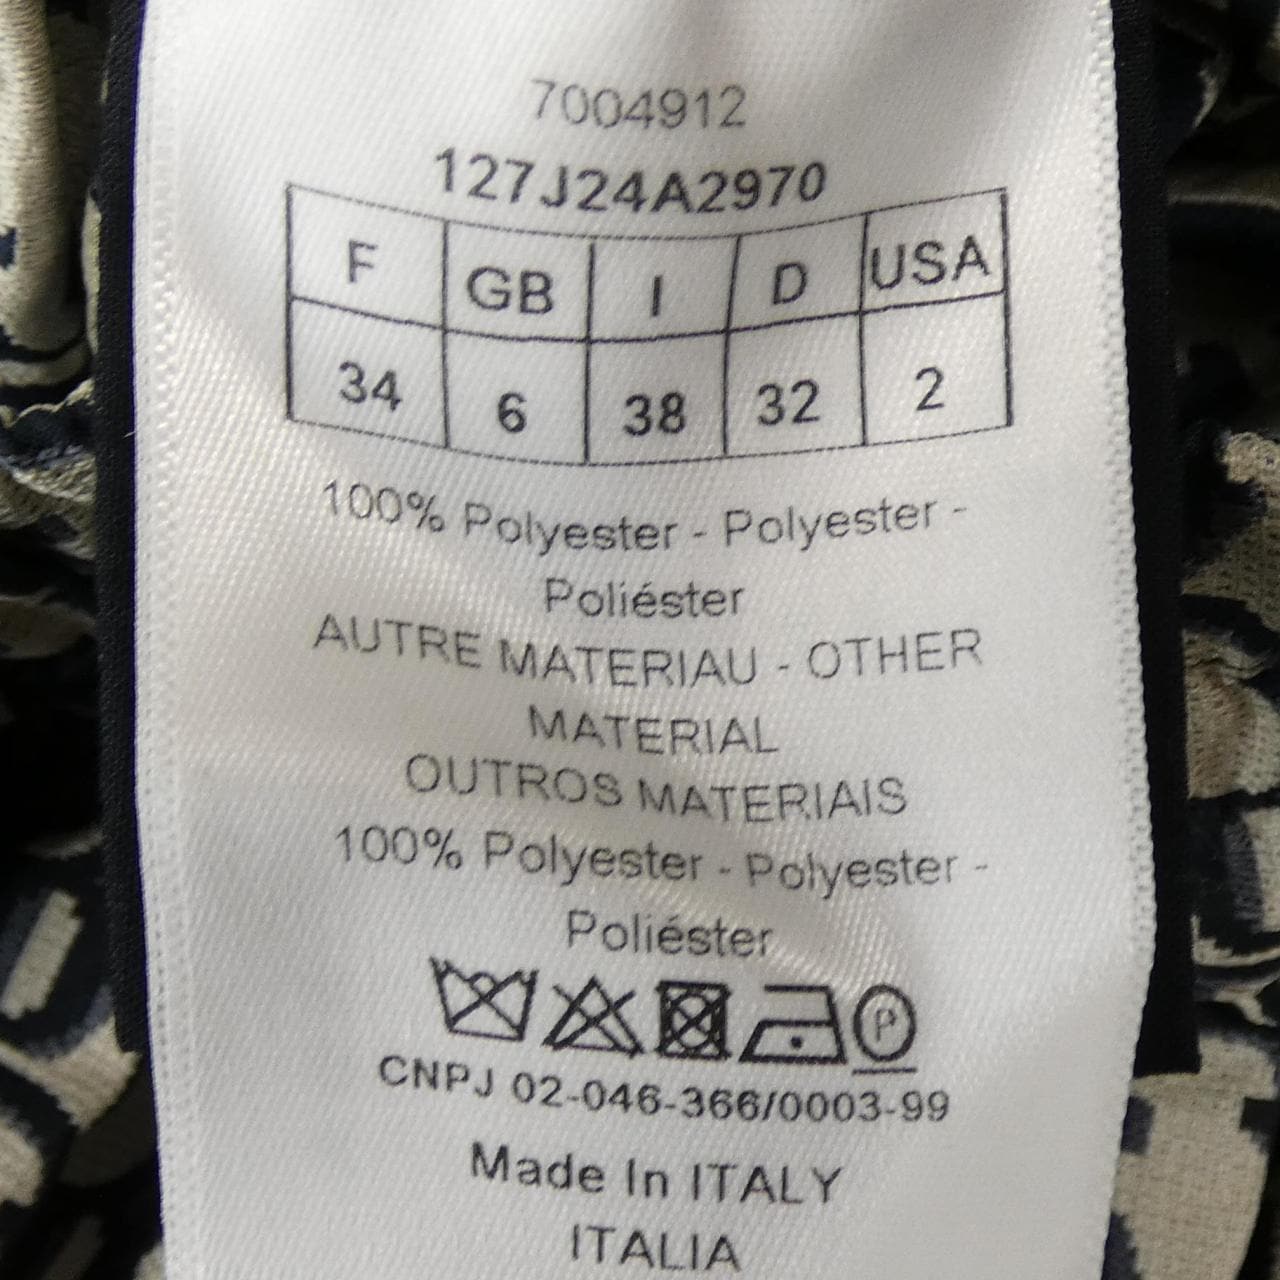 7004912
127J24A2970
F GB I D USA
34 6 38 32 2
100% Polyester - Polyester -
Poliéster
AUTRE MATERIAU - OTHER
MATERIAL
OUTROS MATERIAIS
100% Polyester - Polyester -
Poliéster
P
CNPJ 02-046-366/0003-99
Made In ITALY
ITALIA